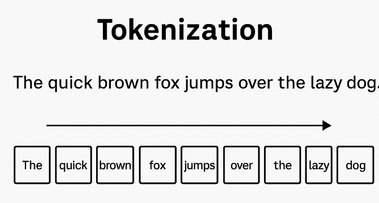 Tokenization
The quick brown fox jumps over the lazy dog.
The quick brown fox jumps over the lazy dog